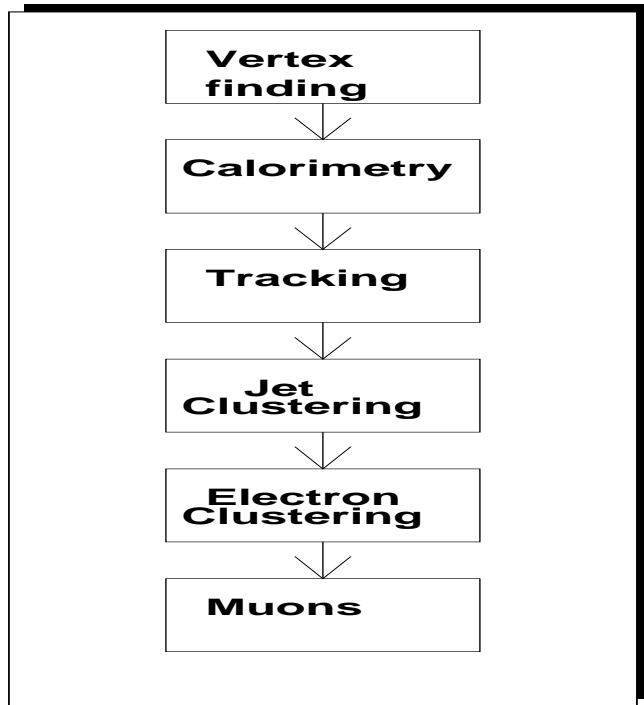 Vertex
finding
Calorimetry
Tracking
Jet
Clustering
Electron
Clustering
Muons